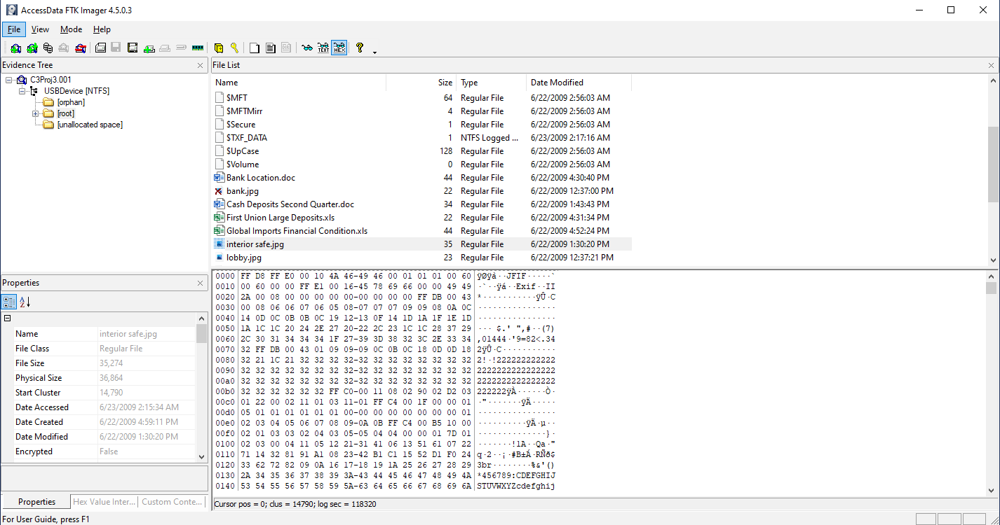 AccessData FTK Imager 4.5.0.3
File View Mode Help
TEXT HEX
Evidence Tree
C3Proj3.001
USBDevice [NTFS]
[orphan]
[root]
[unallocated space]
File List
Name Size Type Date Modified
$MFT 64 Regular File 6/22/2009 2:56:03 AM
$MFTMirr 4 Regular File 6/22/2009 2:56:03 AM
$Secure 1 Regular File 6/22/2009 2:56:03 AM
$TXF_DATA 1 NTFS Logged ... 6/23/2009 2:17:16 AM
$UpCase 128 Regular File 6/22/2009 2:56:03 AM
$Volume 0 Regular File 6/22/2009 2:56:03 AM
Bank Location.doc 44 Regular File 6/22/2009 4:30:40 PM
bank.jpg 22 Regular File 6/22/2009 12:37:00 PM
Cash Deposits Second Quarter.doc 34 Regular File 6/22/2009 1:43:43 PM
First Union Large Deposits.xls 22 Regular File 6/22/2009 4:31:34 PM
Global Imports Financial Condition.xls 44 Regular File 6/22/2009 4:52:24 PM
interior safe.jpg 35 Regular File 6/22/2009 1:30:20 PM
lobby.jpg 23 Regular File 6/22/2009 12:37:21 PM
Properties
Name interior safe.jpg
File Class Regular File
File Size 35,274
Physical Size 36,864
Start Cluster 14,790
Date Accessed 6/23/2009 2:15:34 AM
Date Created 6/22/2009 4:59:11 PM
Date Modified 6/22/2009 1:30:20 PM
Encrypted False
Properties Hex Value Inter... Custom Conte...
0000 FF D8 FF E0 00 10 4A 46-49 46 00 01 01 01 00 60 ÿØÿà··JFIF·····`
0010 00 60 00 00 FF E1 00 16-45 78 69 66 00 00 49 49 ·`··ÿá··Exif··II
0020 2A 00 08 00 00 00 00 00-00 00 00 00 FF DB 00 43 *···········ÿÛ·C
0030 00 08 06 06 07 06 05 08-07 07 07 09 09 08 0A 0C ················
0040 14 0D 0C 0B 0B 0C 19 12-13 0F 14 1D 1A 1F 1E 1D ················
0050 1A 1C 1C 20 24 2E 27 20-22 2C 23 1C 1C 28 37 29 ··· $.' ",#··(7)
0060 2C 30 31 34 34 34 1F 27-39 3D 38 32 3C 2E 33 34 ,01444·'9=82<.34
0070 32 FF DB 00 43 01 09 09-09 0C 0B 0C 18 0D 0D 18 2ÿÛ·C···········
0080 32 21 1C 21 32 32 32 32-32 32 32 32 32 32 32 32 2!·!222222222222
0090 32 32 32 32 32 32 32 32-32 32 32 32 32 32 32 32 2222222222222222
00a0 32 32 32 32 32 32 32 32-32 32 32 32 32 32 32 32 2222222222222222
00b0 32 32 32 32 32 32 FF C0-00 11 08 02 90 02 D2 03 222222ÿÀ······Ò·
00c0 01 22 00 02 11 01 03 11-01 FF C4 00 1F 00 00 01 ·"·······ÿÄ·····
00d0 05 01 01 01 01 01 01 00-00 00 00 00 00 00 00 01 ················
00e0 02 03 04 05 06 07 08 09-0A 0B FF C4 00 B5 10 00 ··········ÿÄ·µ··
00f0 02 01 03 03 02 04 03 05-05 04 04 00 00 01 7D 01 ··············}·
0100 02 03 00 04 11 05 12 21-31 41 06 13 51 61 07 22 ·······!1A··Qa·"
0110 71 14 32 81 91 A1 08 23-42 B1 C1 15 52 D1 F0 24 q·2··¡·#B±Á·RÑð$
0120 33 62 72 82 09 0A 16 17-18 19 1A 25 26 27 28 29 3br········%&'()
0130 2A 34 35 36 37 38 39 3A-43 44 45 46 47 48 49 4A *456789:CDEFGHIJ
0140 53 54 55 56 57 58 59 5A-63 64 65 66 67 68 69 6A STUVWXYZcdefghij
Cursor pos = 0; clus = 14790; log sec = 118320
For User Guide, press F1